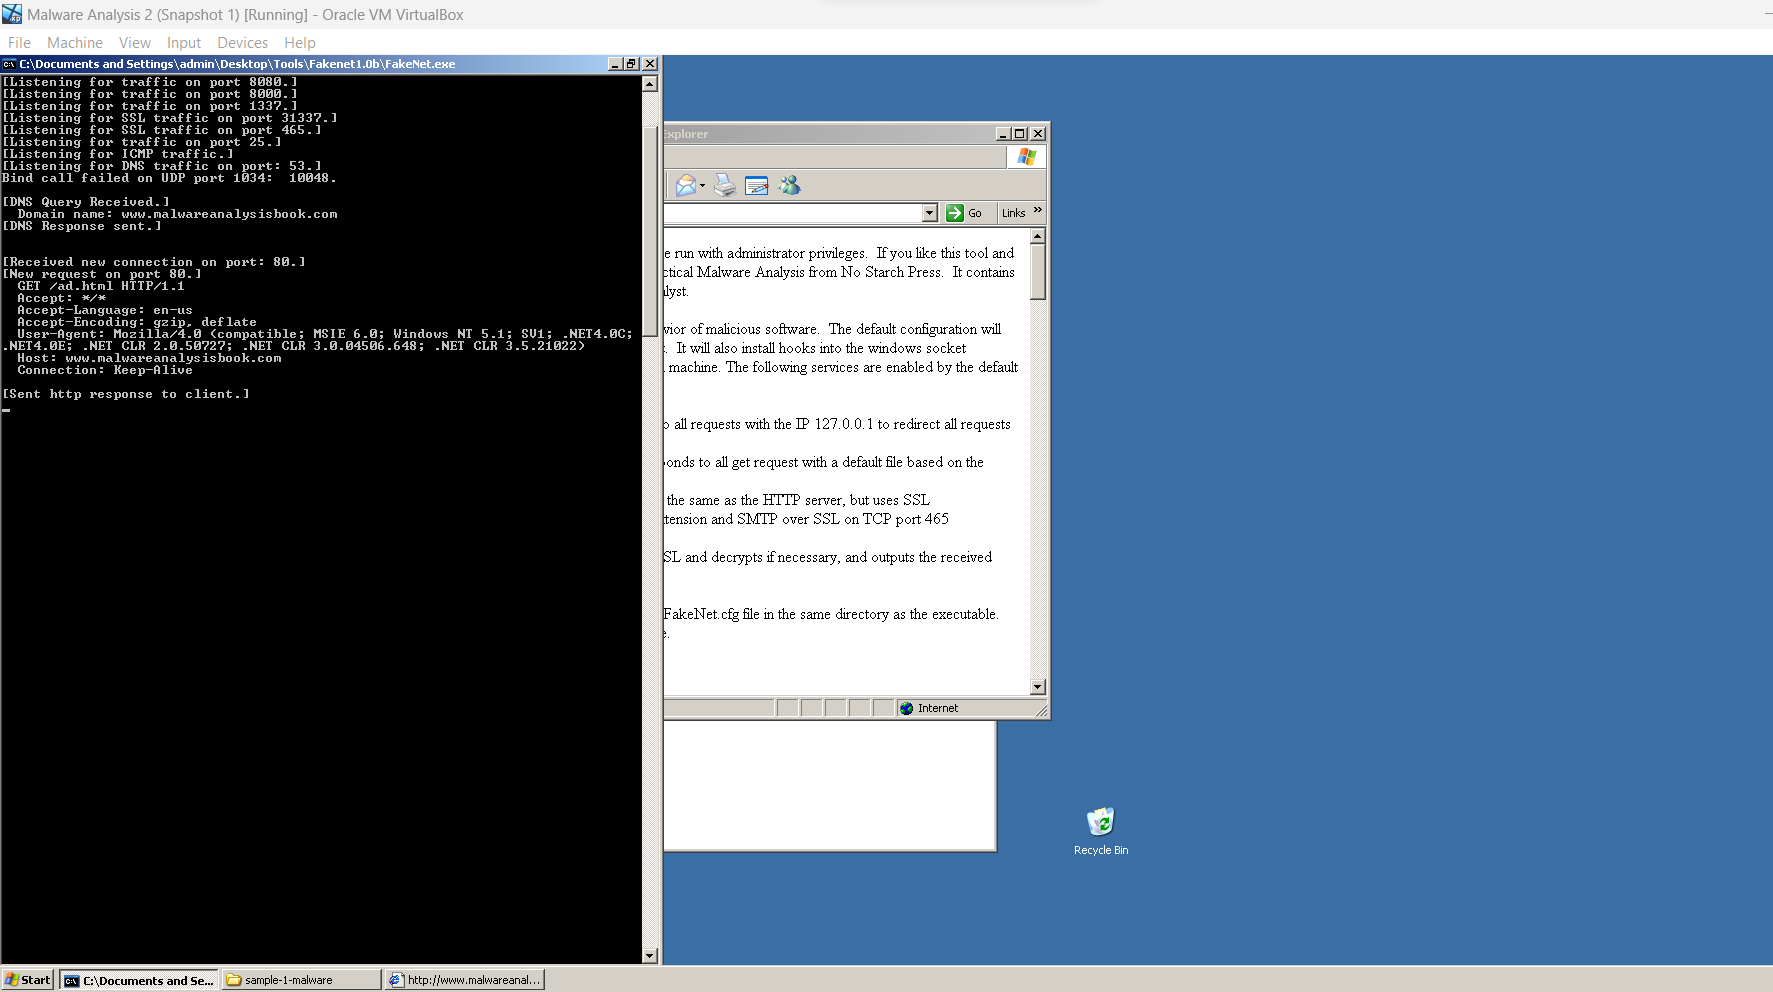 Malware Analysis 2 (Snapshot 1) [Running] - Oracle VM VirtualBox
File Machine View Input Devices Help
C:\Documents and Settings\admin\Desktop\Tools\Fakenet1.0b\FakeNet.exe
[Listening for traffic on port 8080.]
[Listening for traffic on port 8000.]
[Listening for traffic on port 1337.]
[Listening for SSL traffic on port 31337.]
[Listening for SSL traffic on port 465.]
[Listening for traffic on port 25.]
[Listening for ICMP traffic.]
[Listening for DNS traffic on port: 53.]
Bind call failed on UDP port 1034:  10048.
[DNS Query Received.]
Domain name: www.malwareanalysisbook.com
[DNS Response sent.]
[Received new connection on port: 80.]
[New request on port 80.]
GET /ad.html HTTP/1.1
Accept: */*
Accept-Language: en-us
Accept-Encoding: gzip, deflate
User-Agent: Mozilla/4.0 (compatible; MSIE 6.0; Windows NT 5.1; SV1; .NET4.0C;
.NET4.0E; .NET CLR 2.0.50727; .NET CLR 3.0.04506.648; .NET CLR 3.5.21022)
Host: www.malwareanalysisbook.com
Connection: Keep-Alive
[Sent http response to client.]
Explorer
Go Links »
e run with administrator privileges.  If you like this tool and
ctical Malware Analysis from No Starch Press.  It contains
lyst.
vior of malicious software.  The default configuration will
t.  It will also install hooks into the windows socket
machine. The following services are enabled by the default
o all requests with the IP 127.0.0.1 to redirect all requests
onds to all get request with a default file based on the
the same as the HTTP server, but uses SSL
tension and SMTP over SSL on TCP port 465
SL and decrypts if necessary, and outputs the received
FakeNet.cfg file in the same directory as the executable.
e.
Internet
Recycle Bin
Start C:\Documents and Se... sample-1-malware http://www.malwareanal...